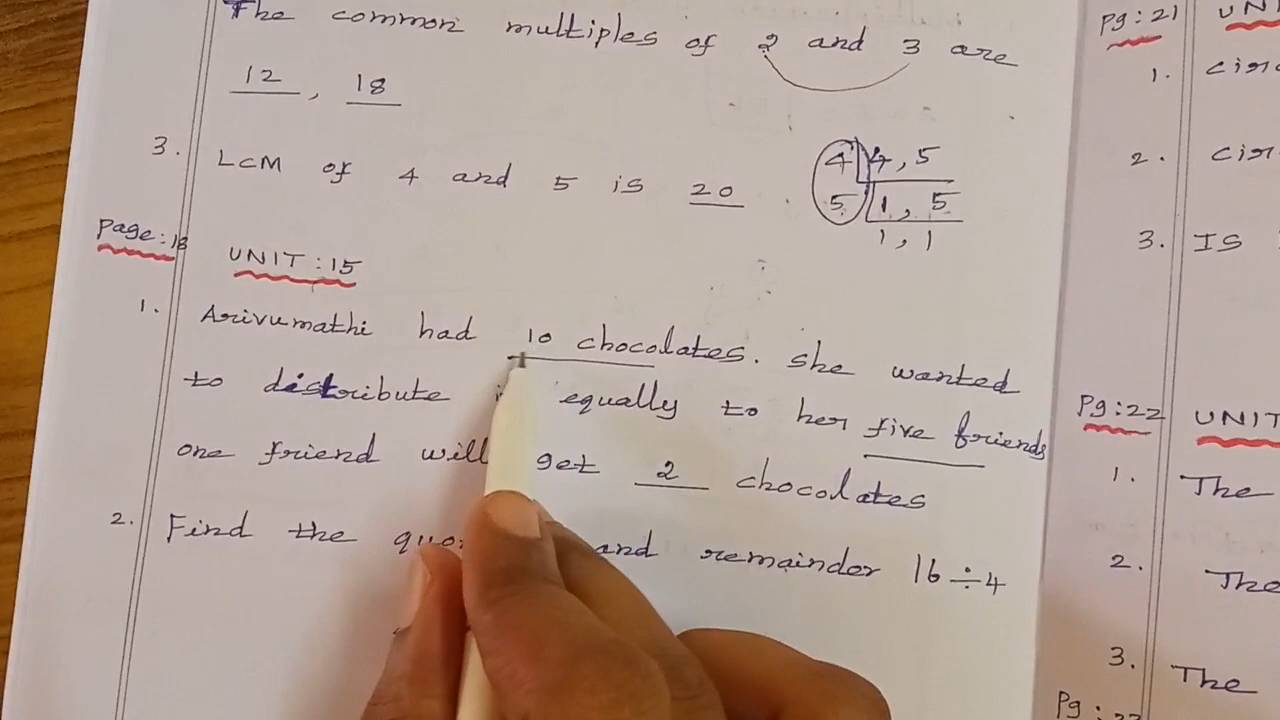 The common multiples of 2 and 3 are
12, 18
3. LCM of 4 and 5 is 20
4 4, 5
5 1, 5
1, 1
Page:18
UNIT:15
1. Arivumathi had 10 chocolates. She wanted
to distribute equally to her five friends
one friend will get 2 chocolates
2. Find the and remainder 16÷4
Pg:21
1.
2.
3. IS
Pg:22 UNIT
1. The
2. The
3. The
Pg:23